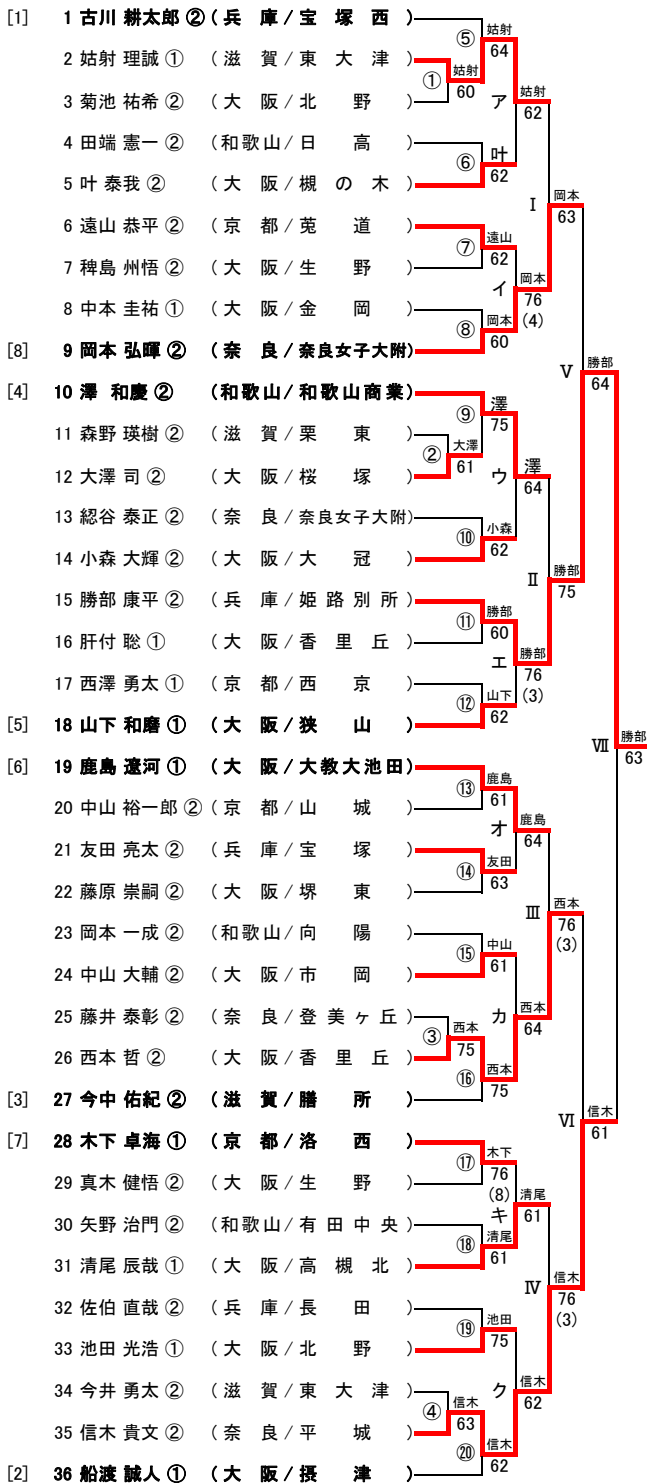 [1] 1 古川 耕太郎 ② ( 兵 庫 / 宝 塚 西 )
2 姑射 理誠 ① ( 滋 賀 / 東 大 津 )
3 菊池 祐希 ② ( 大 阪 / 北 野 )
4 田端 憲一 ② (和歌山/ 日 高 )
5 叶 泰我 ② ( 大 阪 / 槻 の 木 )
6 遠山 恭平 ② ( 京 都 / 莵 道 )
7 稗島 州悟 ② ( 大 阪 / 生 野 )
8 中本 圭祐 ① ( 大 阪 / 金 岡 )
[8] 9 岡本 弘暉 ② ( 奈 良 / 奈良女子大附)
[4] 10 澤 和慶 ② (和歌山/ 和歌山商業)
11 森野 瑛樹 ② ( 滋 賀 / 栗 東 )
12 大澤 司 ② ( 大 阪 / 桜 塚 )
13 綛谷 泰正 ② ( 奈 良 / 奈良女子大附)
14 小森 大輝 ② ( 大 阪 / 大 冠 )
15 勝部 康平 ② ( 兵 庫 / 姫 路 別 所 )
16 肝付 聡 ① ( 大 阪 / 香 里 丘 )
17 西澤 勇太 ① ( 京 都 / 西 京 )
[5] 18 山下 和磨 ① ( 大 阪 / 狭 山 )
[6] 19 鹿島 遼河 ① ( 大 阪 / 大教大池田)
20 中山 裕一郎 ② ( 京 都 / 山 城 )
21 友田 亮太 ② ( 兵 庫 / 宝 塚 )
22 藤原 崇嗣 ② ( 大 阪 / 堺 東 )
23 岡本 一成 ② (和歌山/ 向 陽 )
24 中山 大輔 ② ( 大 阪 / 市 岡 )
25 藤井 泰彰 ② ( 奈 良 / 登 美 ヶ 丘 )
26 西本 哲 ② ( 大 阪 / 香 里 丘 )
[3] 27 今中 佑紀 ② ( 滋 賀 / 膳 所 )
[7] 28 木下 卓海 ① ( 京 都 / 洛 西 )
29 真木 健悟 ② ( 大 阪 / 生 野 )
30 矢野 治門 ② (和歌山/ 有 田 中 央 )
31 清尾 辰哉 ① ( 大 阪 / 高 槻 北 )
32 佐伯 直哉 ② ( 兵 庫 / 長 田 )
33 池田 光浩 ① ( 大 阪 / 北 野 )
34 今井 勇太 ② ( 滋 賀 / 東 大 津 )
35 信木 貴文 ② ( 奈 良 / 平 城 )
[2] 36 船渡 誠人 ① ( 大 阪 / 摂 津 )
① 姑射
60
② 大澤
61
③ 西本
75
④ 信木
63
⑤ 姑射
64
⑥ 叶
62
⑦ 遠山
62
⑧ 岡本
60
⑨ 澤
75
⑩ 小森
62
⑪ 勝部
60
⑫ 山下
62
⑬ 鹿島
61
⑭ 友田
63
⑮ 中山
61
⑯ 西本
75
⑰ 木下
76
(8)
⑱ 清尾
61
⑲ 池田
75
⑳ 信木
62
ア 姑射
62
イ 岡本
76
(4)
ウ 澤
64
エ 勝部
76
(3)
オ 鹿島
64
カ 西本
64
キ 清尾
61
ク 信木
62
Ⅰ 岡本
63
Ⅱ 勝部
75
Ⅲ 西本
76
(3)
Ⅳ 信木
76
(3)
Ⅴ 勝部
64
Ⅵ 信木
61
Ⅶ 勝部
63